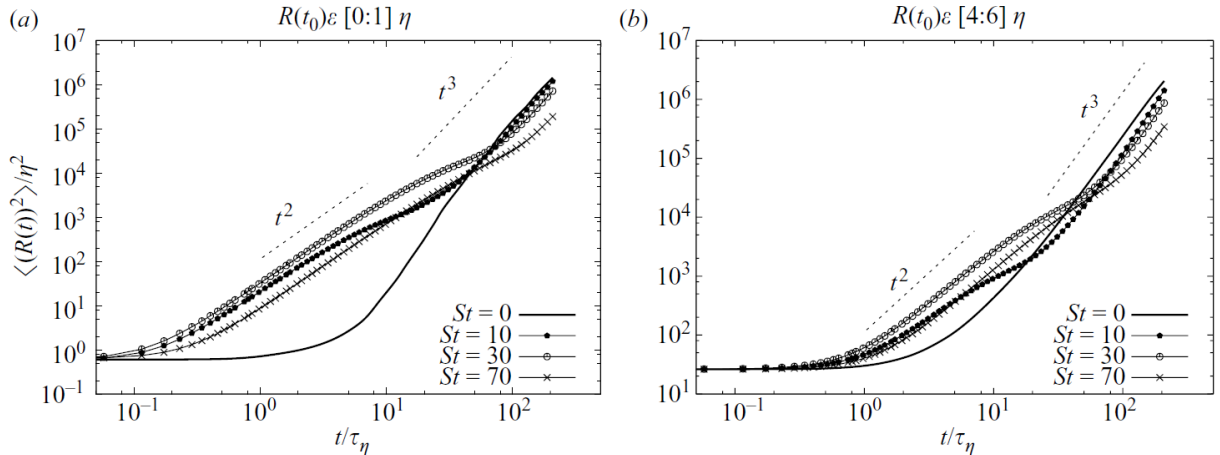 (a) R(t₀)ε [0:1] η
⟨(R(t))²⟩/η²
10⁷
10⁶
10⁵
10⁴
10³
10²
10¹
10⁰
10⁻¹
t³
t²
St = 0
St = 10
St = 30
St = 70
10⁻¹ 10⁰ 10¹ 10²
t/τη
(b) R(t₀)ε [4:6] η
10⁷
10⁶
10⁵
10⁴
10³
10²
10¹
t³
t²
St = 0
St = 10
St = 30
St = 70
10⁻¹ 10⁰ 10¹ 10²
t/τη